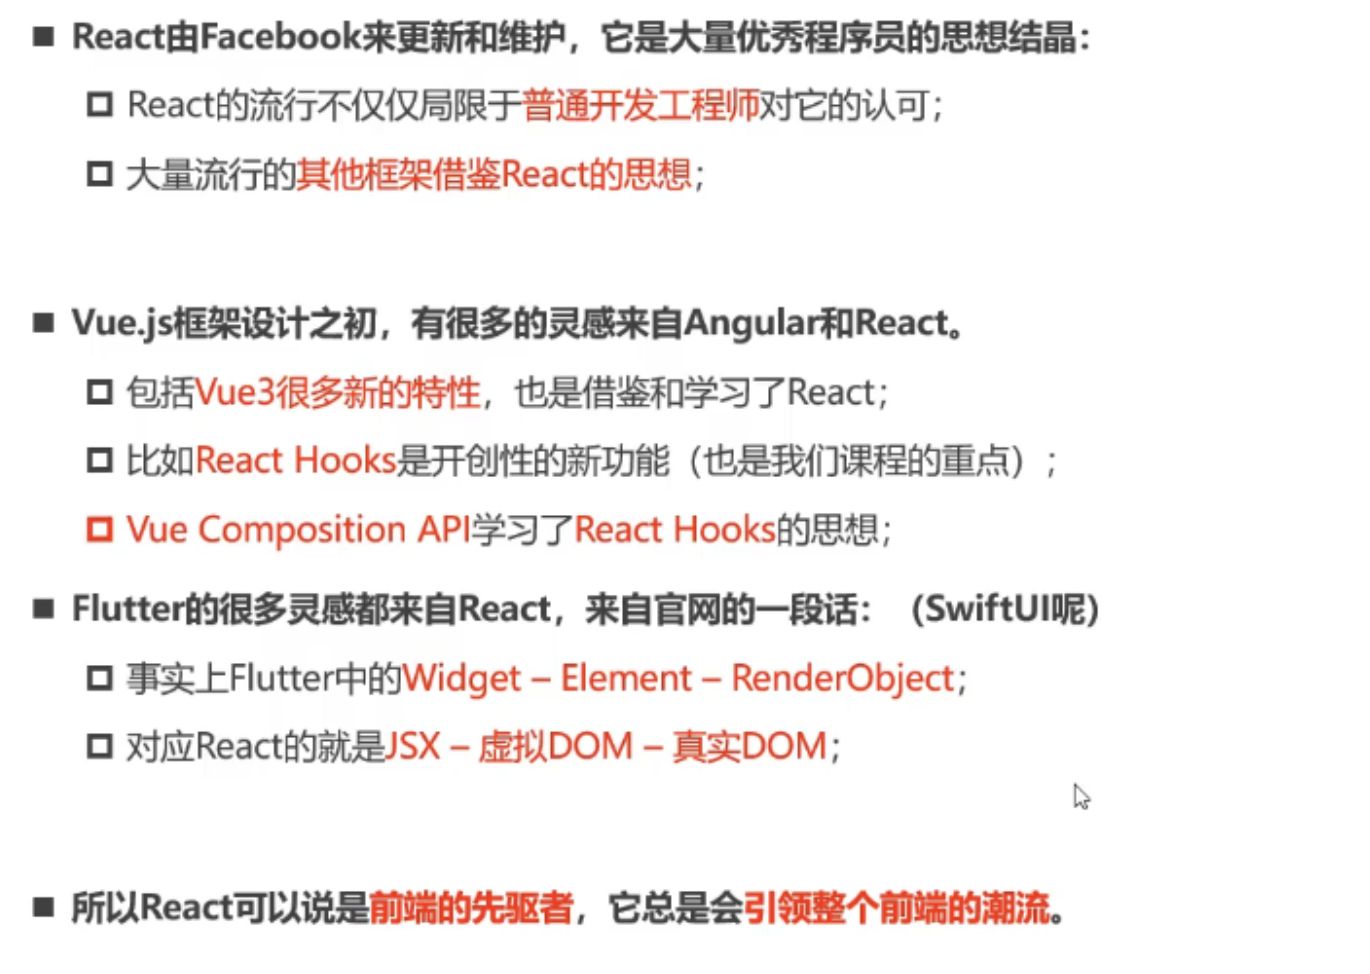 React由Facebook来更新和维护，它是大量优秀程序员的思想结晶：
React的流行不仅仅局限于普通开发工程师对它的认可；
大量流行的其他框架借鉴React的思想；
Vue.js框架设计之初，有很多的灵感来自Angular和React。
包括Vue3很多新的特性，也是借鉴和学习了React；
比如React Hooks是开创性的新功能（也是我们课程的重点）；
Vue Composition API学习了React Hooks的思想；
Flutter的很多灵感都来自React，来自官网的一段话：（SwiftUI呢）
事实上Flutter中的Widget – Element – RenderObject；
对应React的就是JSX – 虚拟DOM – 真实DOM；
所以React可以说是前端的先驱者，它总是会引领整个前端的潮流。